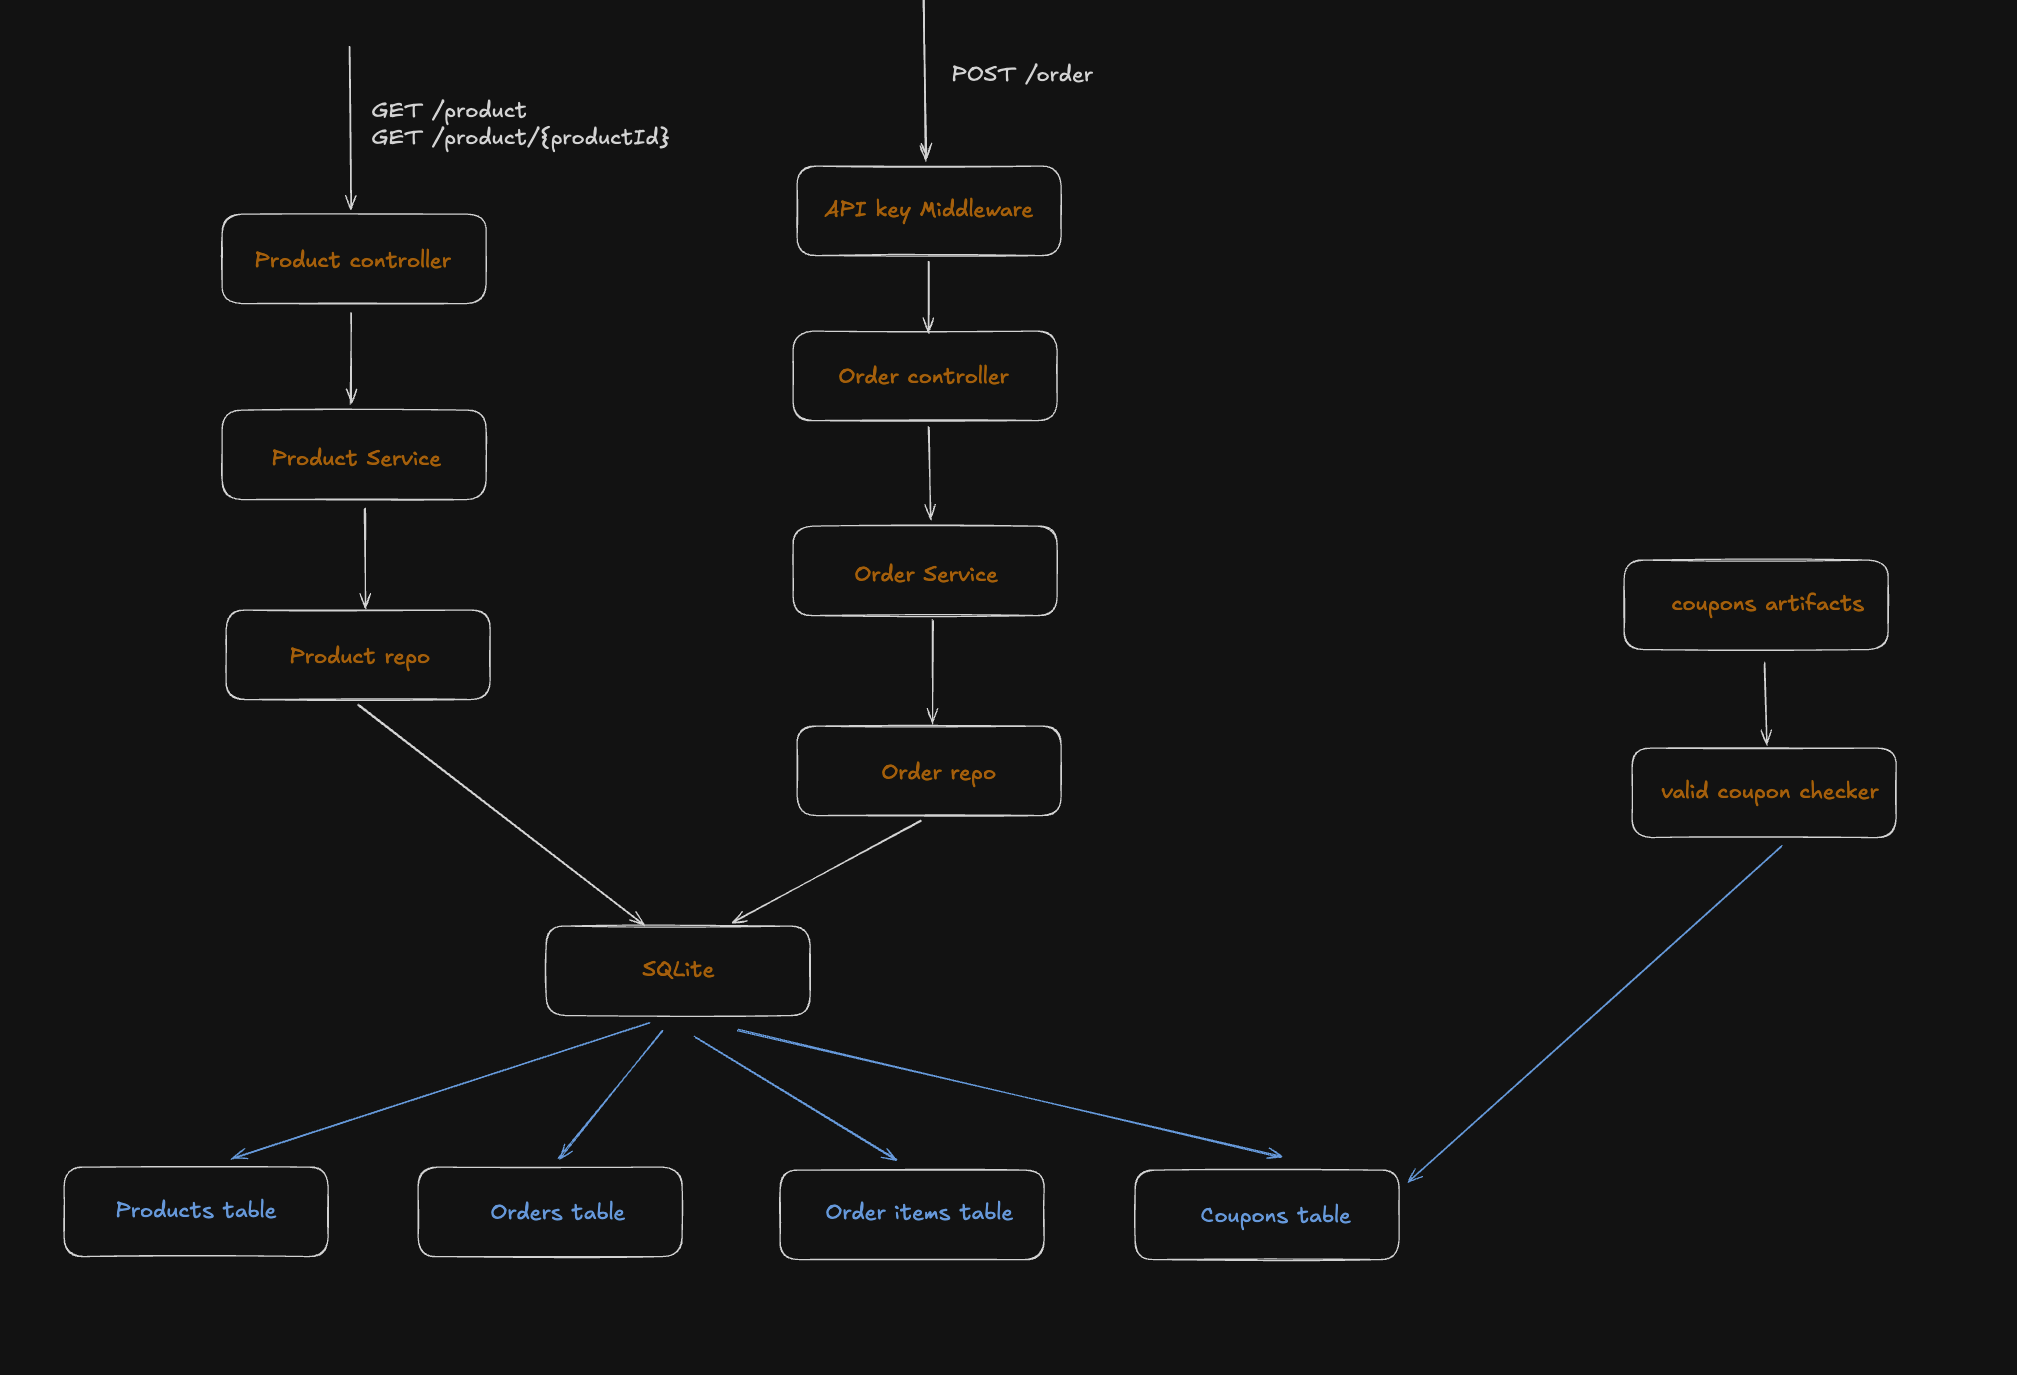 POST /order
GET /product
GET /product/{productId}
API key Middleware
Product controller
Order controller
Product Service
Order Service
coupons artifacts
Product repo
Order repo
valid coupon checker
SQLite
Products table
Orders table
Order items table
Coupons table